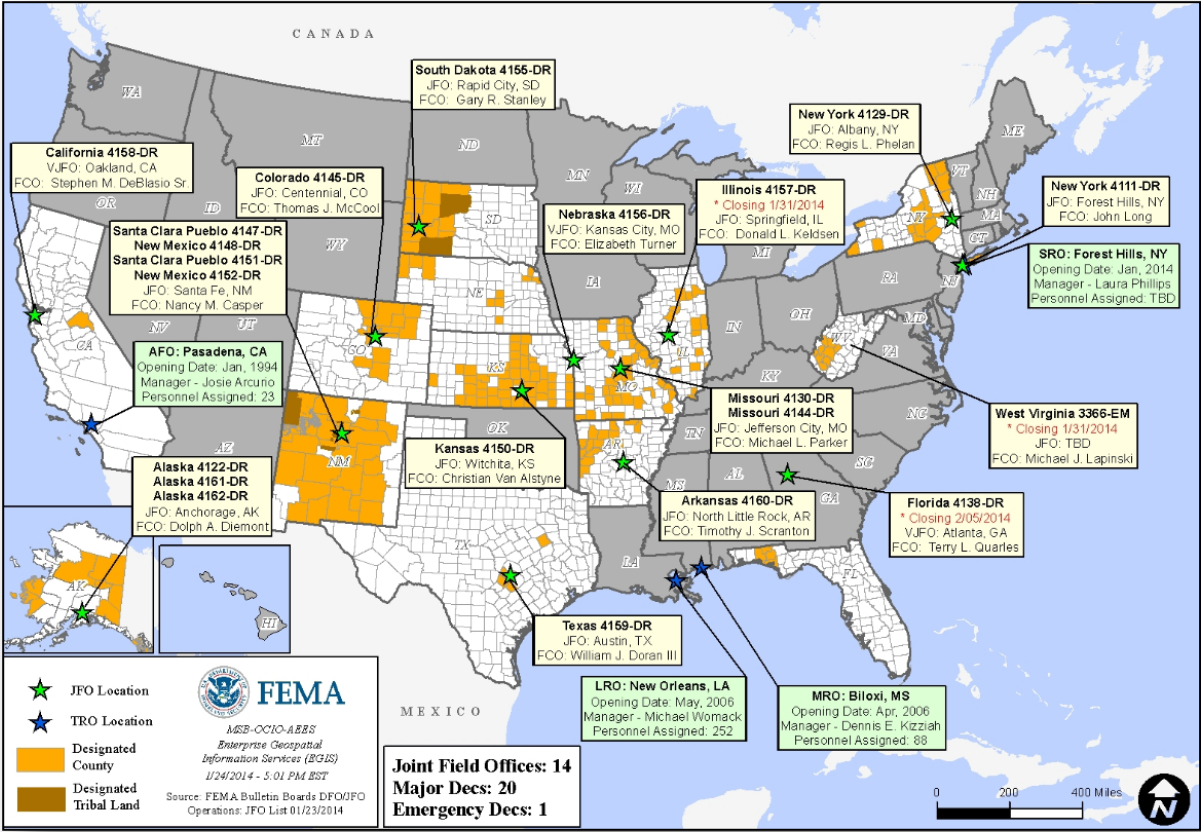 CANADA
South Dakota 4155-DR
JFO: Rapid City, SD
FCO: Gary R. Stanley
New York 4129-DR
JFO: Albany, NY
FCO: Regis L. Phelan
California 4158-DR
VJFO: Oakland, CA
FCO: Stephen M. DeBlasio Sr.
Colorado 4145-DR
JFO: Centennial, CO
FCO: Thomas J. McCool
Nebraska 4156-DR
VJFO: Kansas City, MO
FCO: Elizabeth Turner
Illinois 4157-DR
* Closing 1/31/2014
JFO: Springfield, IL
FCO: Donald L. Keldsen
New York 4111-DR
JFO: Forest Hills, NY
FCO: John Long
SRO: Forest Hills, NY
Opening Date: Jan, 2014
Manager - Laura Phillips
Personnel Assigned: TBD
Santa Clara Pueblo 4147-DR
New Mexico 4148-DR
Santa Clara Pueblo 4151-DR
New Mexico 4152-DR
JFO: Santa Fe, NM
FCO: Nancy M. Casper
AFO: Pasadena, CA
Opening Date: Jan, 1994
Manager - Josie Arcurio
Personnel Assigned: 23
Alaska 4122-DR
Alaska 4161-DR
Alaska 4162-DR
JFO: Anchorage, AK
FCO: Dolph A. Diemont
Kansas 4150-DR
JFO: Witchita, KS
FCO: Christian Van Alstyne
Missouri 4130-DR
Missouri 4144-DR
JFO: Jefferson City, MO
FCO: Michael L. Parker
West Virginia 3366-EM
* Closing 1/31/2014
JFO: TBD
FCO: Michael J. Lapinski
Arkansas 4160-DR
JFO: North Little Rock, AR
FCO: Timothy J. Scranton
Florida 4138-DR
* Closing 2/05/2014
VJFO: Atlanta, GA
FCO: Terry L. Quarles
Texas 4159-DR
JFO: Austin, TX
FCO: William J. Doran III
LRO: New Orleans, LA
Opening Date: May, 2006
Manager - Michael Womack
Personnel Assigned: 252
MRO: Biloxi, MS
Opening Date: Apr, 2006
Manager - Dennis E. Kizziah
Personnel Assigned: 88
WA
MT
ND
MN
WI
MI
ME
VT
NH
MA
CT
NY
NJ
PA
OR
ID
WY
SD
NE
IA
IL
IN
OH
WV
MD
VA
NV
UT
CO
KS
MO
KY
CA
AZ
NM
OK
AR
TN
NC
SC
MS
AL
GA
TX
LA
FL
AK
HI
MEXICO
JFO Location
TRO Location
Designated
County
Designated
Tribal Land
FEMA
MSB-OCIO-AEES
Enterprise Geospatial
Information Services (EGIS)
1/24/2014 - 5:01 PM EST
Source: FEMA Bulletin Boards DFO/JFO
Operations: JFO List 01/23/2014
Joint Field Offices: 14
Major Decs: 20
Emergency Decs: 1
0 200 400 Miles
N